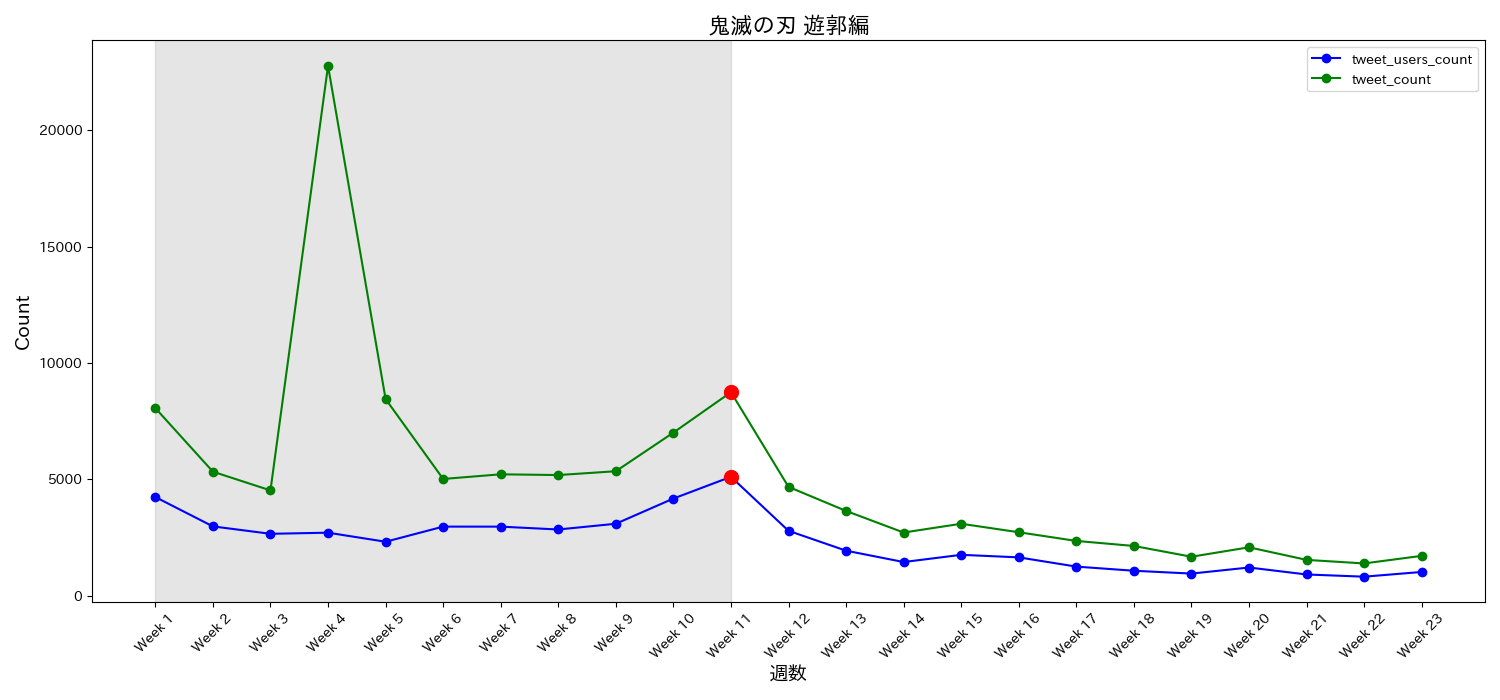 鬼滅の刃 遊郭編
tweet_users_count
tweet_count
Count
20000
15000
10000
5000
0
Week 1
Week 2
Week 3
Week 4
Week 5
Week 6
Week 7
Week 8
Week 9
Week 10
Week 11
Week 12
Week 13
Week 14
Week 15
Week 16
Week 17
Week 18
Week 19
Week 20
Week 21
Week 22
Week 23
週数